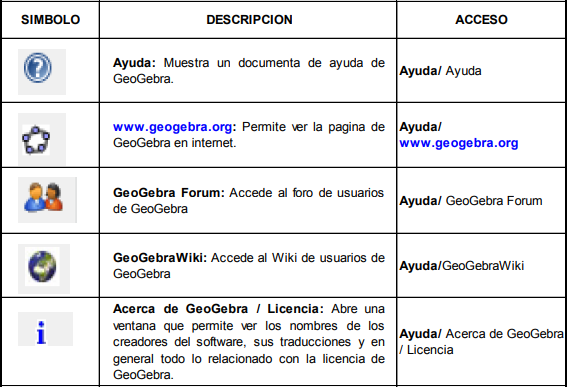 SIMBOLO DESCRIPCION ACCESO
Ayuda: Muestra un documenta de ayuda de
GeoGebra.
Ayuda/ Ayuda
www.geogebra.org: Permite ver la pagina de
GeoGebra en internet.
Ayuda/
www.geogebra.org
GeoGebra Forum: Accede al foro de usuarios
de GeoGebra
Ayuda/ GeoGebra Forum
GeoGebraWiki: Accede al Wiki de usuarios de
GeoGebra
Ayuda/GeoGebraWiki
Acerca de GeoGebra / Licencia: Abre una
ventana que permite ver los nombres de los
creadores del software, sus traducciones y en
general todo lo relacionado con la licencia de
GeoGebra.
Ayuda/ Acerca de GeoGebra
/ Licencia